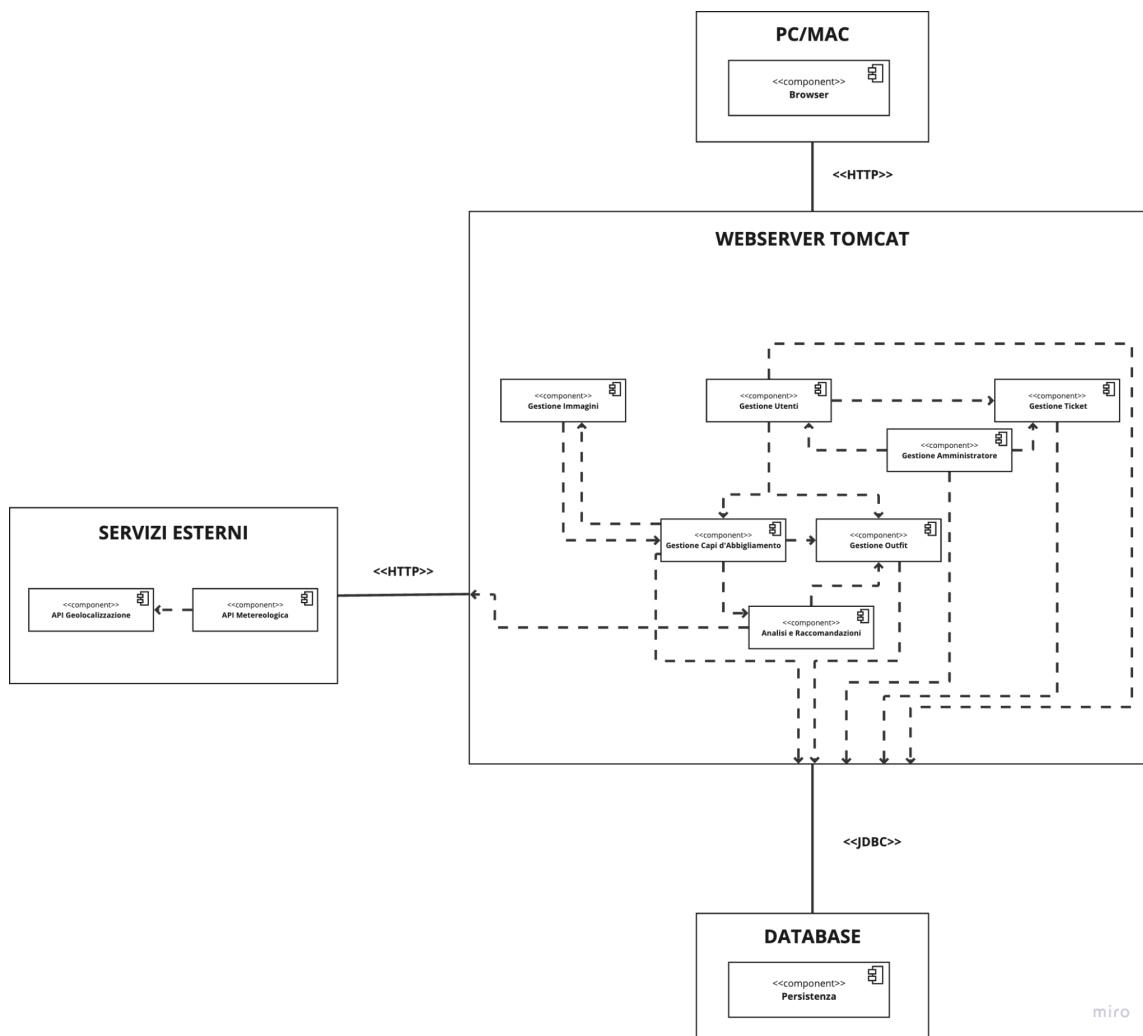 PC/MAC
<<component>>
Browser
<<HTTP>>
WEBSERVER TOMCAT
<<component>>
Gestione Immagini
<<component>>
Gestione Utenti
<<component>>
Gestione Ticket
<<component>>
Gestione Amministratore
SERVIZI ESTERNI
<<component>>
API Geolocalizzazione
<<component>>
API Metereologica
<<HTTP>>
<<component>>
Gestione Capi d'Abbigliamento
<<component>>
Gestione Outfit
<<component>>
Analisi e Raccomandazioni
<<JDBC>>
DATABASE
<<component>>
Persistenza
miro